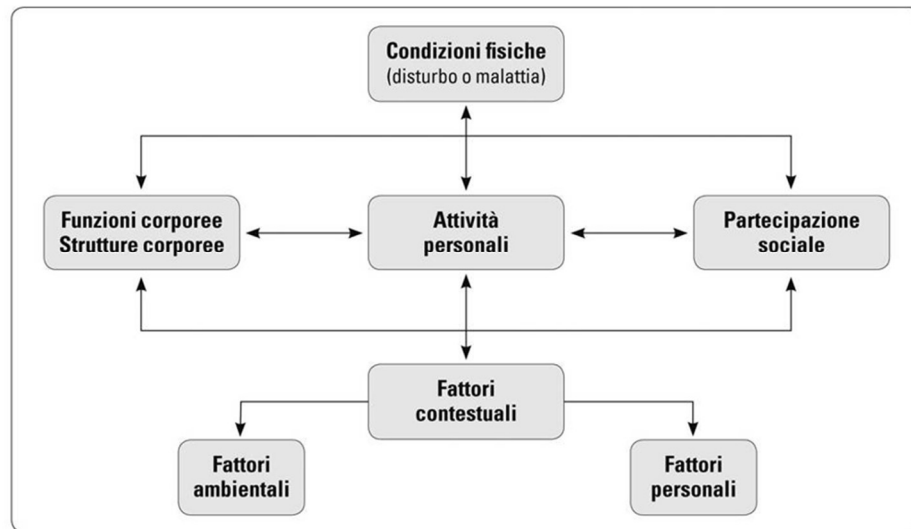 Condizioni fisiche
(disturbo o malattia)
Funzioni corporee
Strutture corporee
Attività
personali
Partecipazione
sociale
Fattori
contestuali
Fattori
ambientali
Fattori
personali